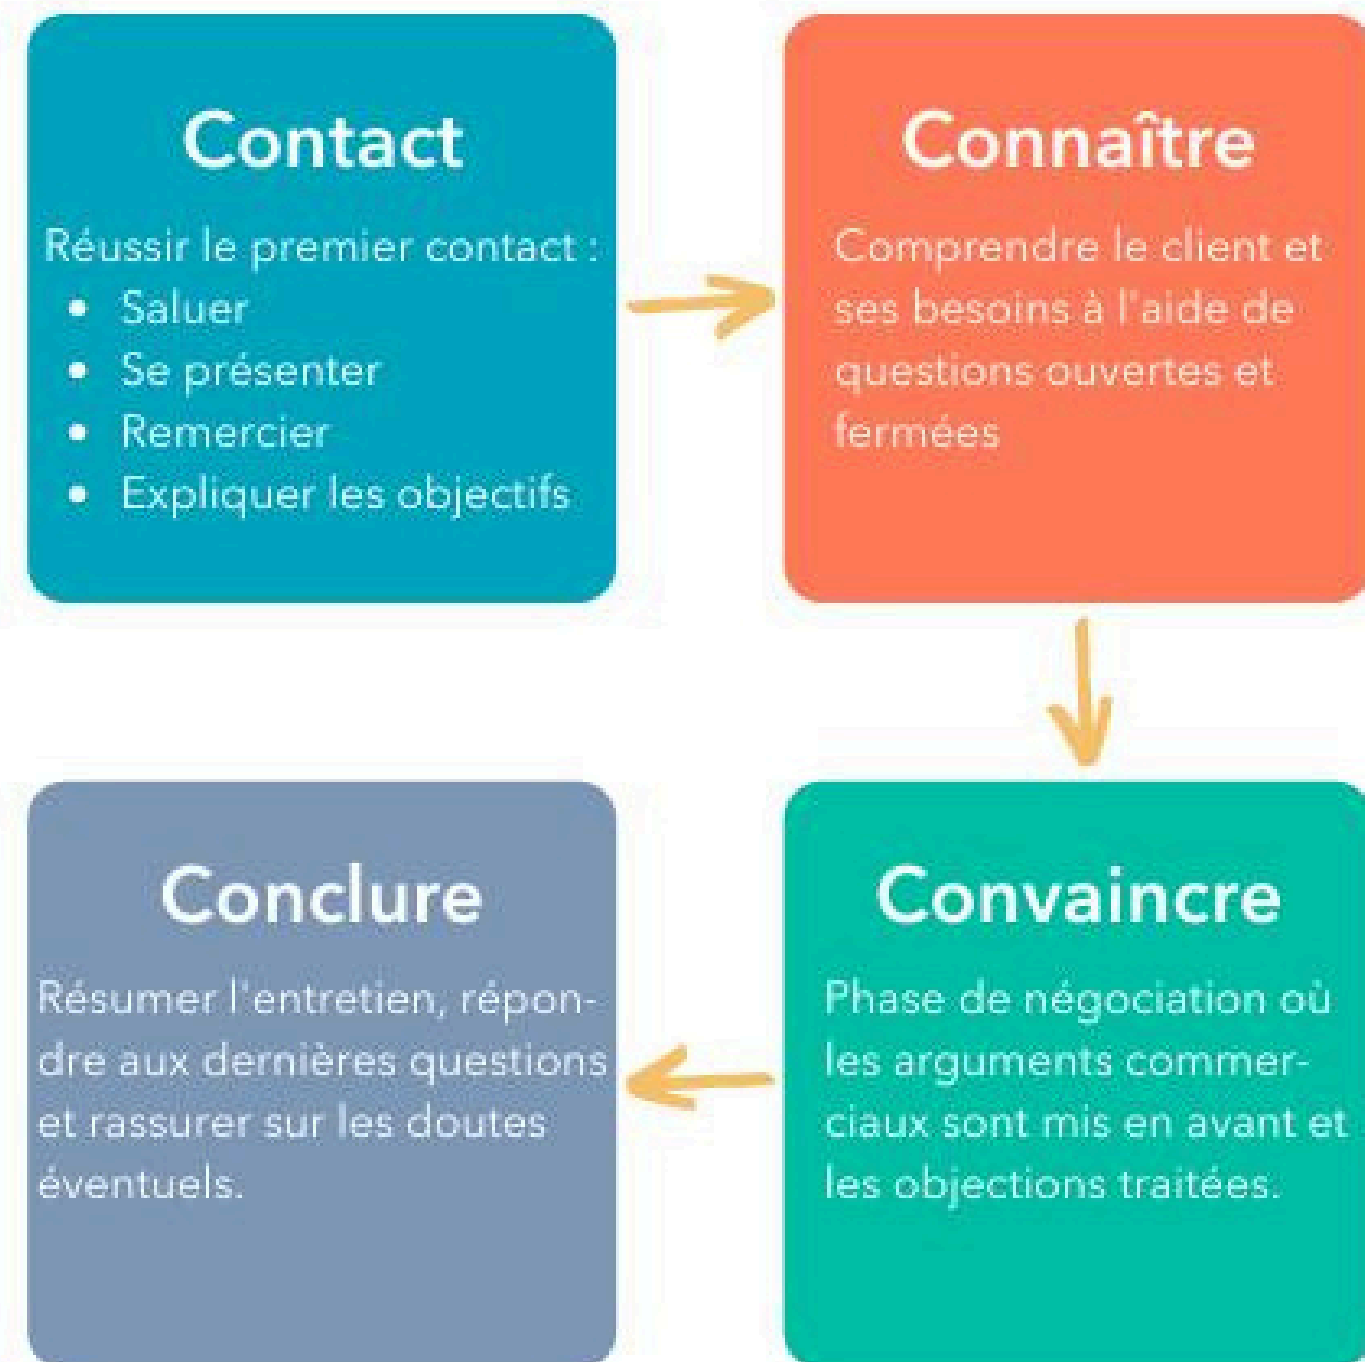 Contact
Réussir le premier contact :
• Saluer
• Se présenter
• Remercier
• Expliquer les objectifs
Connaître
Comprendre le client et
ses besoins à l'aide de
questions ouvertes et
fermées
Convaincre
Phase de négociation où
les arguments commer-
ciaux sont mis en avant et
les objections traitées.
Conclure
Résumer l'entretien, répon-
dre aux dernières questions
et rassurer sur les doutes
éventuels.